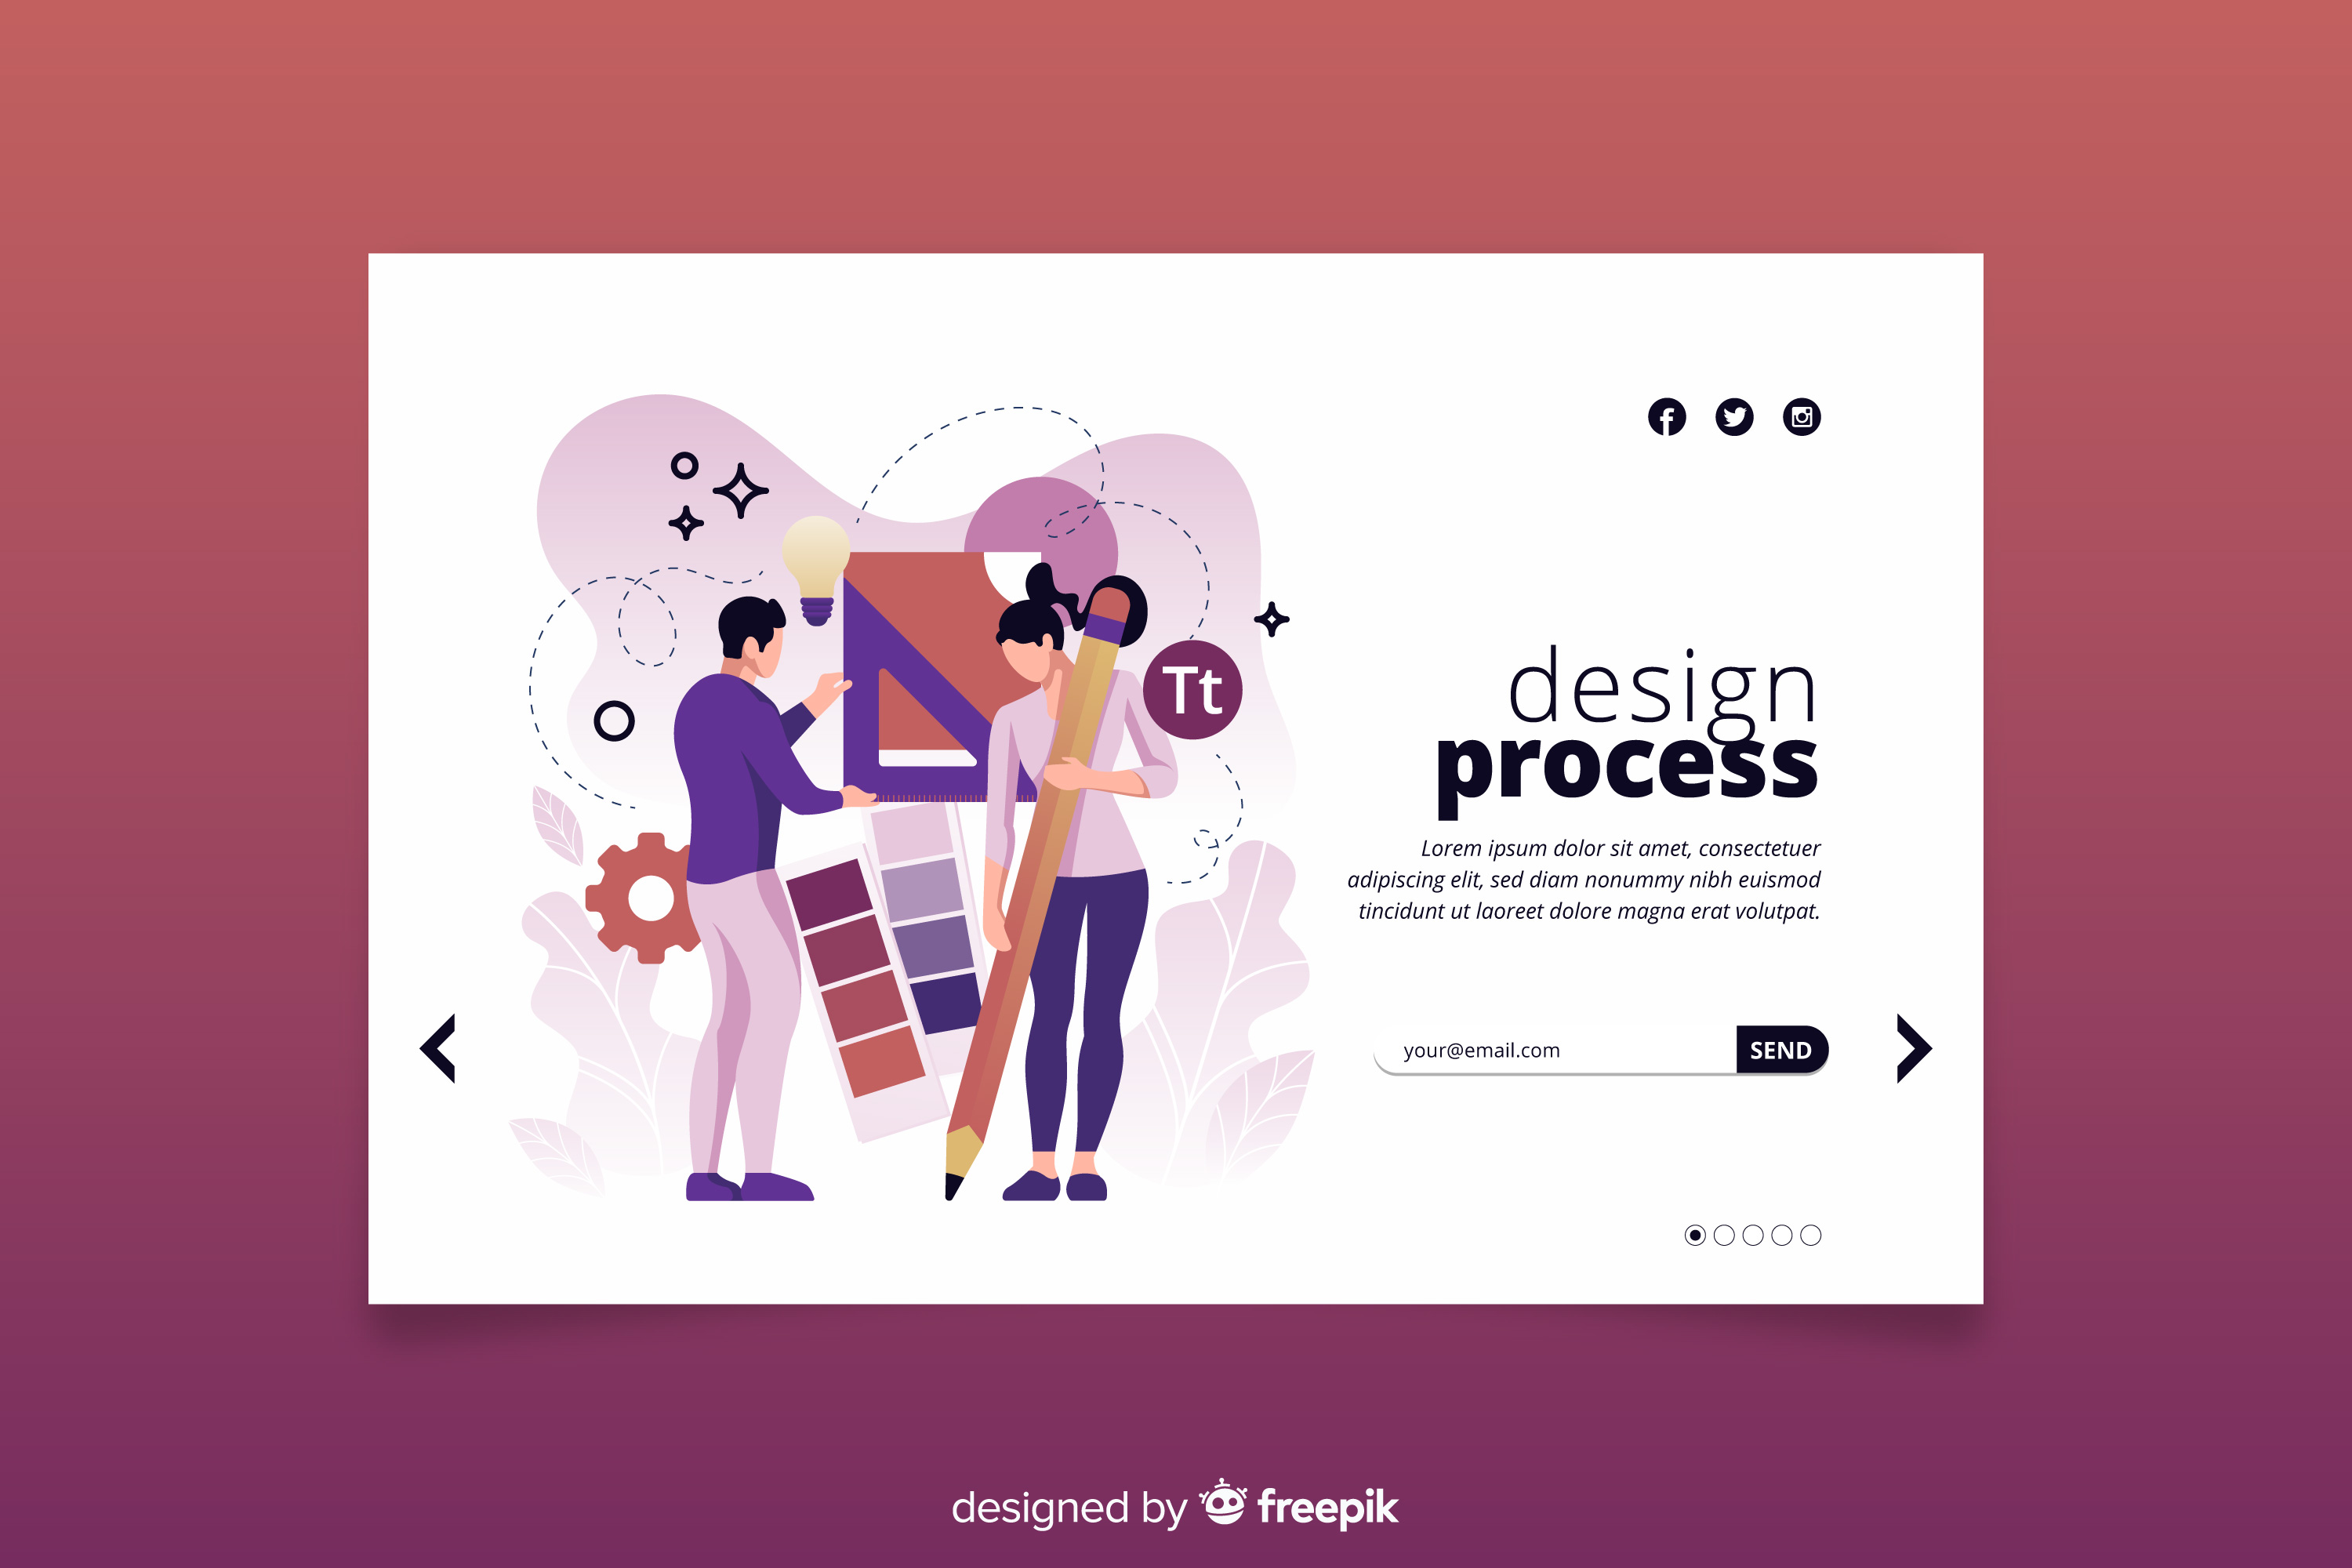 Tt
design
process
Lorem ipsum dolor sit amet, consectetuer
adipiscing elit, sed diam nonummy nibh euismod
tincidunt ut laoreet dolore magna erat volutpat.
your@email.com
SEND
designed by freepik